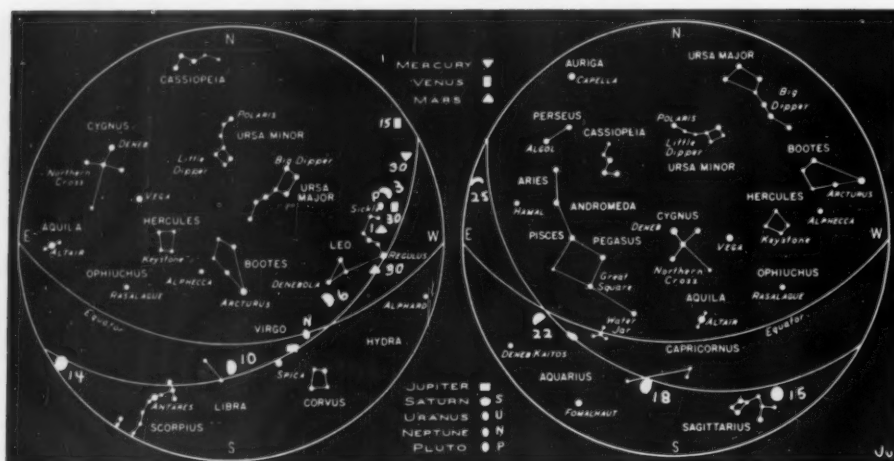 N
CASSIOPEIA
MERCURY
VENUS
MARS
POLARIS
URSA MINOR
15
CYGNUS
DENEB
Northern Cross
Little Dipper
Big Dipper
URSA MAJOR
30
3
P
Sickle
30
1
VEGA
HERCULES
Keystone
E
AQUILA
ALTAIR
LEO
REGULUS
W
30
BOOTES
DENEBOLA
6
OPHIUCHUS
ALPHECCA
RASALAGUE
ARCTURUS
ALPHARD
Equator
VIRGO
N
HYDRA
14
10
SPICA
ANTARES
LIBRA
CORVUS
SCORPIUS
S
JUPITER
SATURN S
URANUS U
NEPTUNE N
PLUTO P
N
AURIGA
CAPELLA
URSA MAJOR
Big Dipper
PERSEUS
ALGOL
CASSIOPEIA
POLARIS
Little Dipper
URSA MINOR
BOOTES
ARCTURUS
25
ARIES
HAMAL
ANDROMEDA
HERCULES
ALPHECCA
Keystone
E
CYGNUS
DENEB
VEGA
W
PISCES
PEGASUS
Great Square
Northern Cross
OPHIUCHUS
RASALAGUE
AQUILA
ALTAIR
22
Water Jar
Equator
DENEB KAITOS
CAPRICORNUS
AQUARIUS
18
15
FOMALHAUT
SAGITTARIUS
S